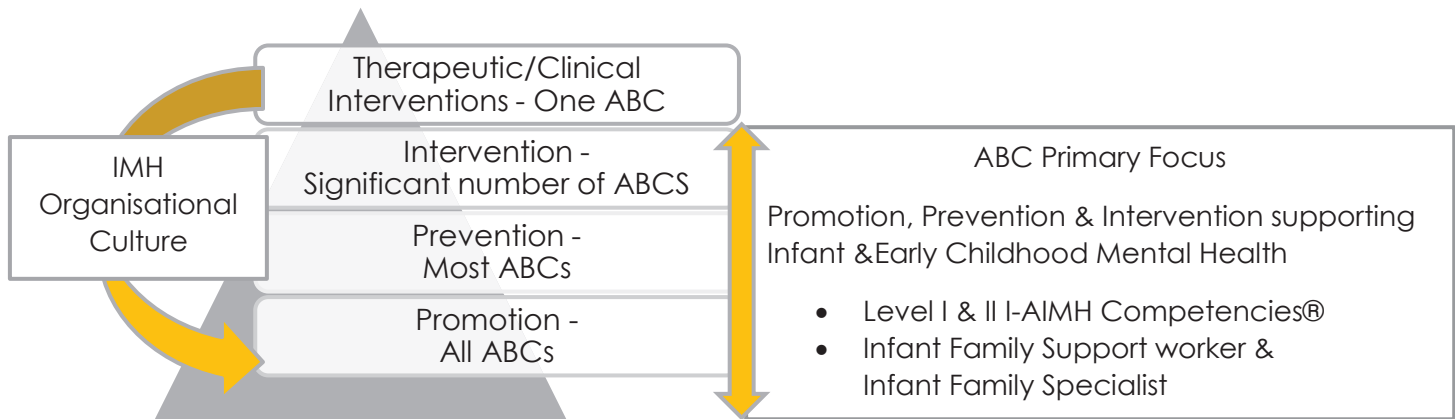 Therapeutic/Clinical
Interventions - One ABC
Intervention -
Significant number of ABCS
Prevention -
Most ABCs
Promotion -
All ABCs
IMH
Organisational
Culture
ABC Primary Focus
Promotion, Prevention & Intervention supporting
Infant &Early Childhood Mental Health
• Level I & II I-AIMH Competencies®
• Infant Family Support worker &
Infant Family Specialist